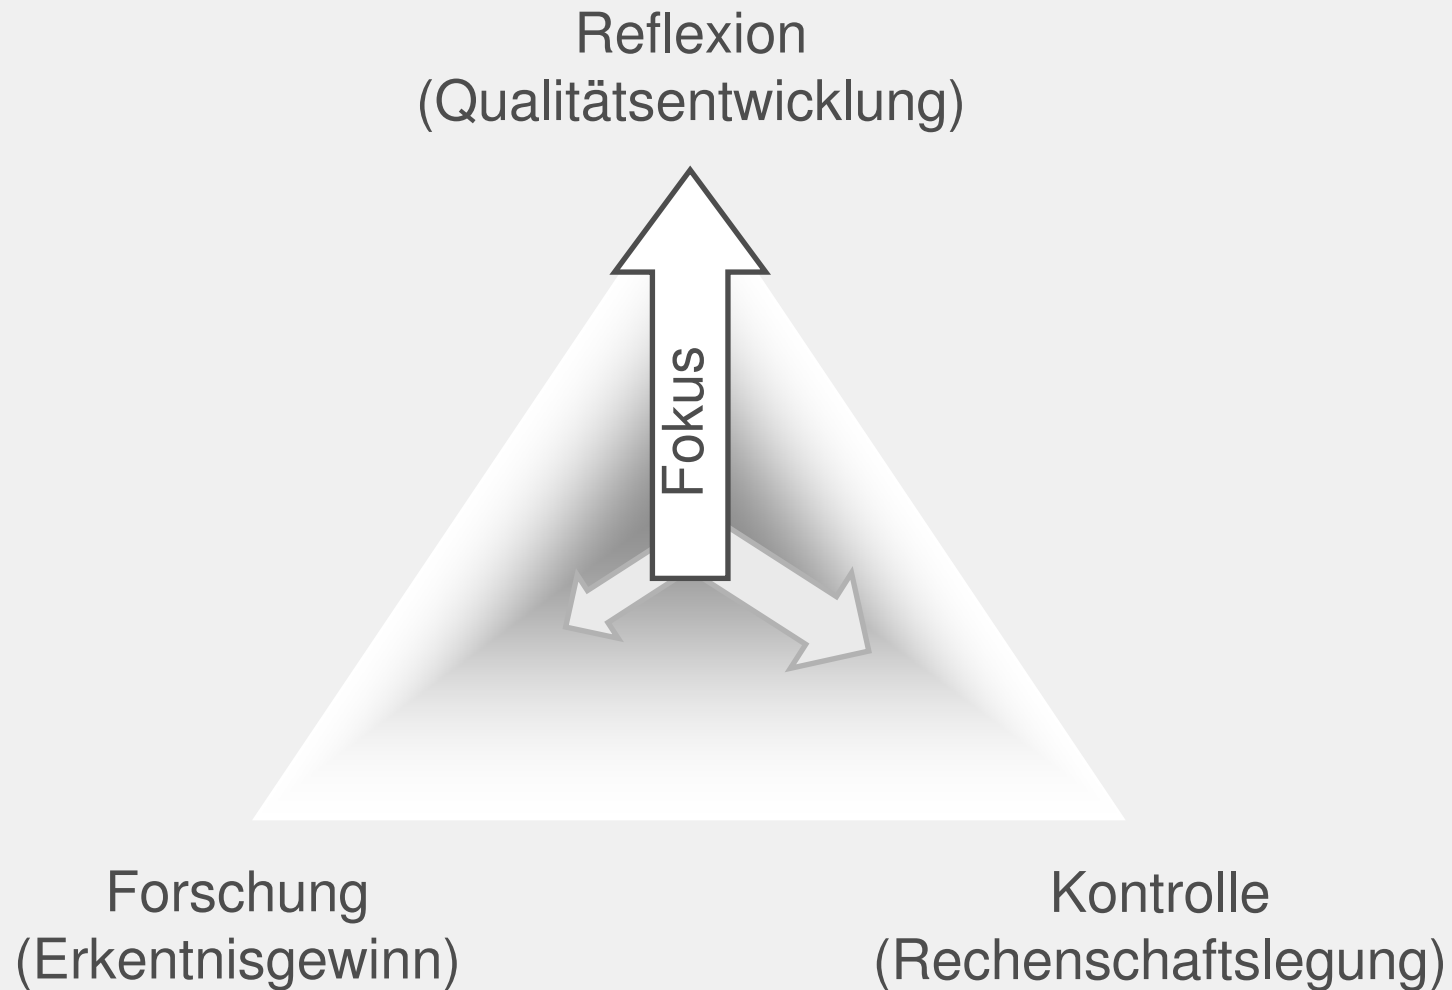 Reflexion
(Qualitätsentwicklung)
Fokus
Forschung
(Erkentnisgewinn)
Kontrolle
(Rechenschaftslegung)